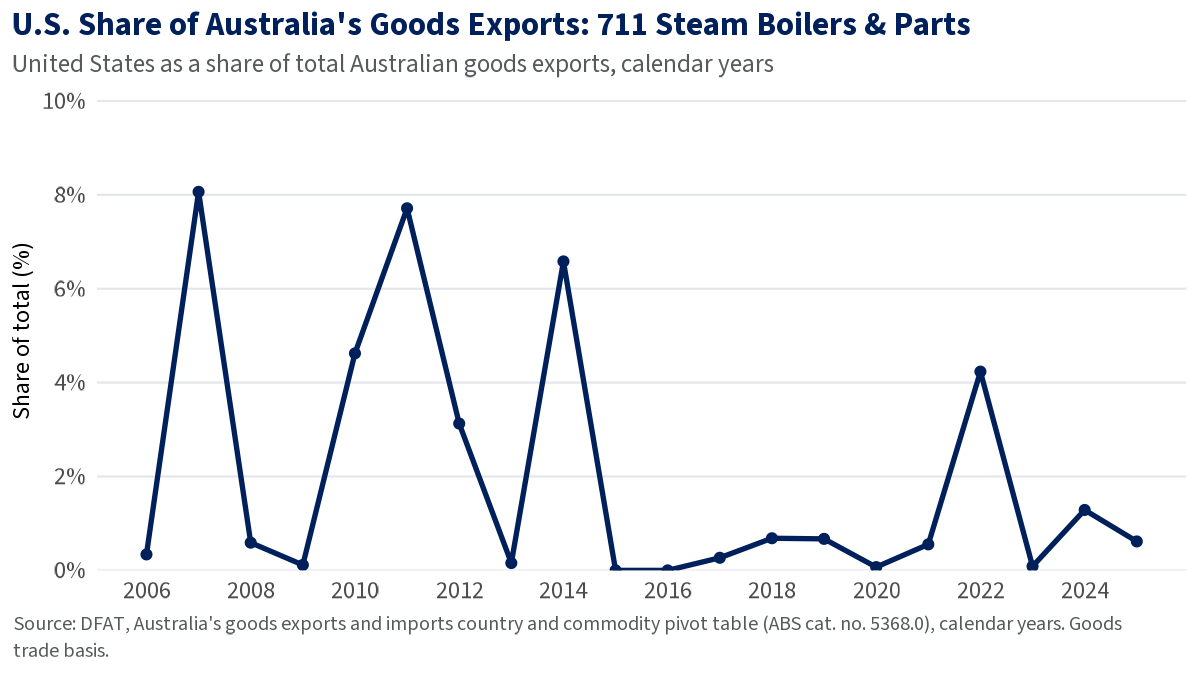 U.S. Share of Australia's Goods Exports: 711 Steam Boilers & Parts
United States as a share of total Australian goods exports, calendar years
10%
8%
6%
4%
2%
0%
Share of total (%)
2006 2008 2010 2012 2014 2016 2018 2020 2022 2024
Source: DFAT, Australia's goods exports and imports country and commodity pivot table (ABS cat. no. 5368.0), calendar years. Goods
trade basis.